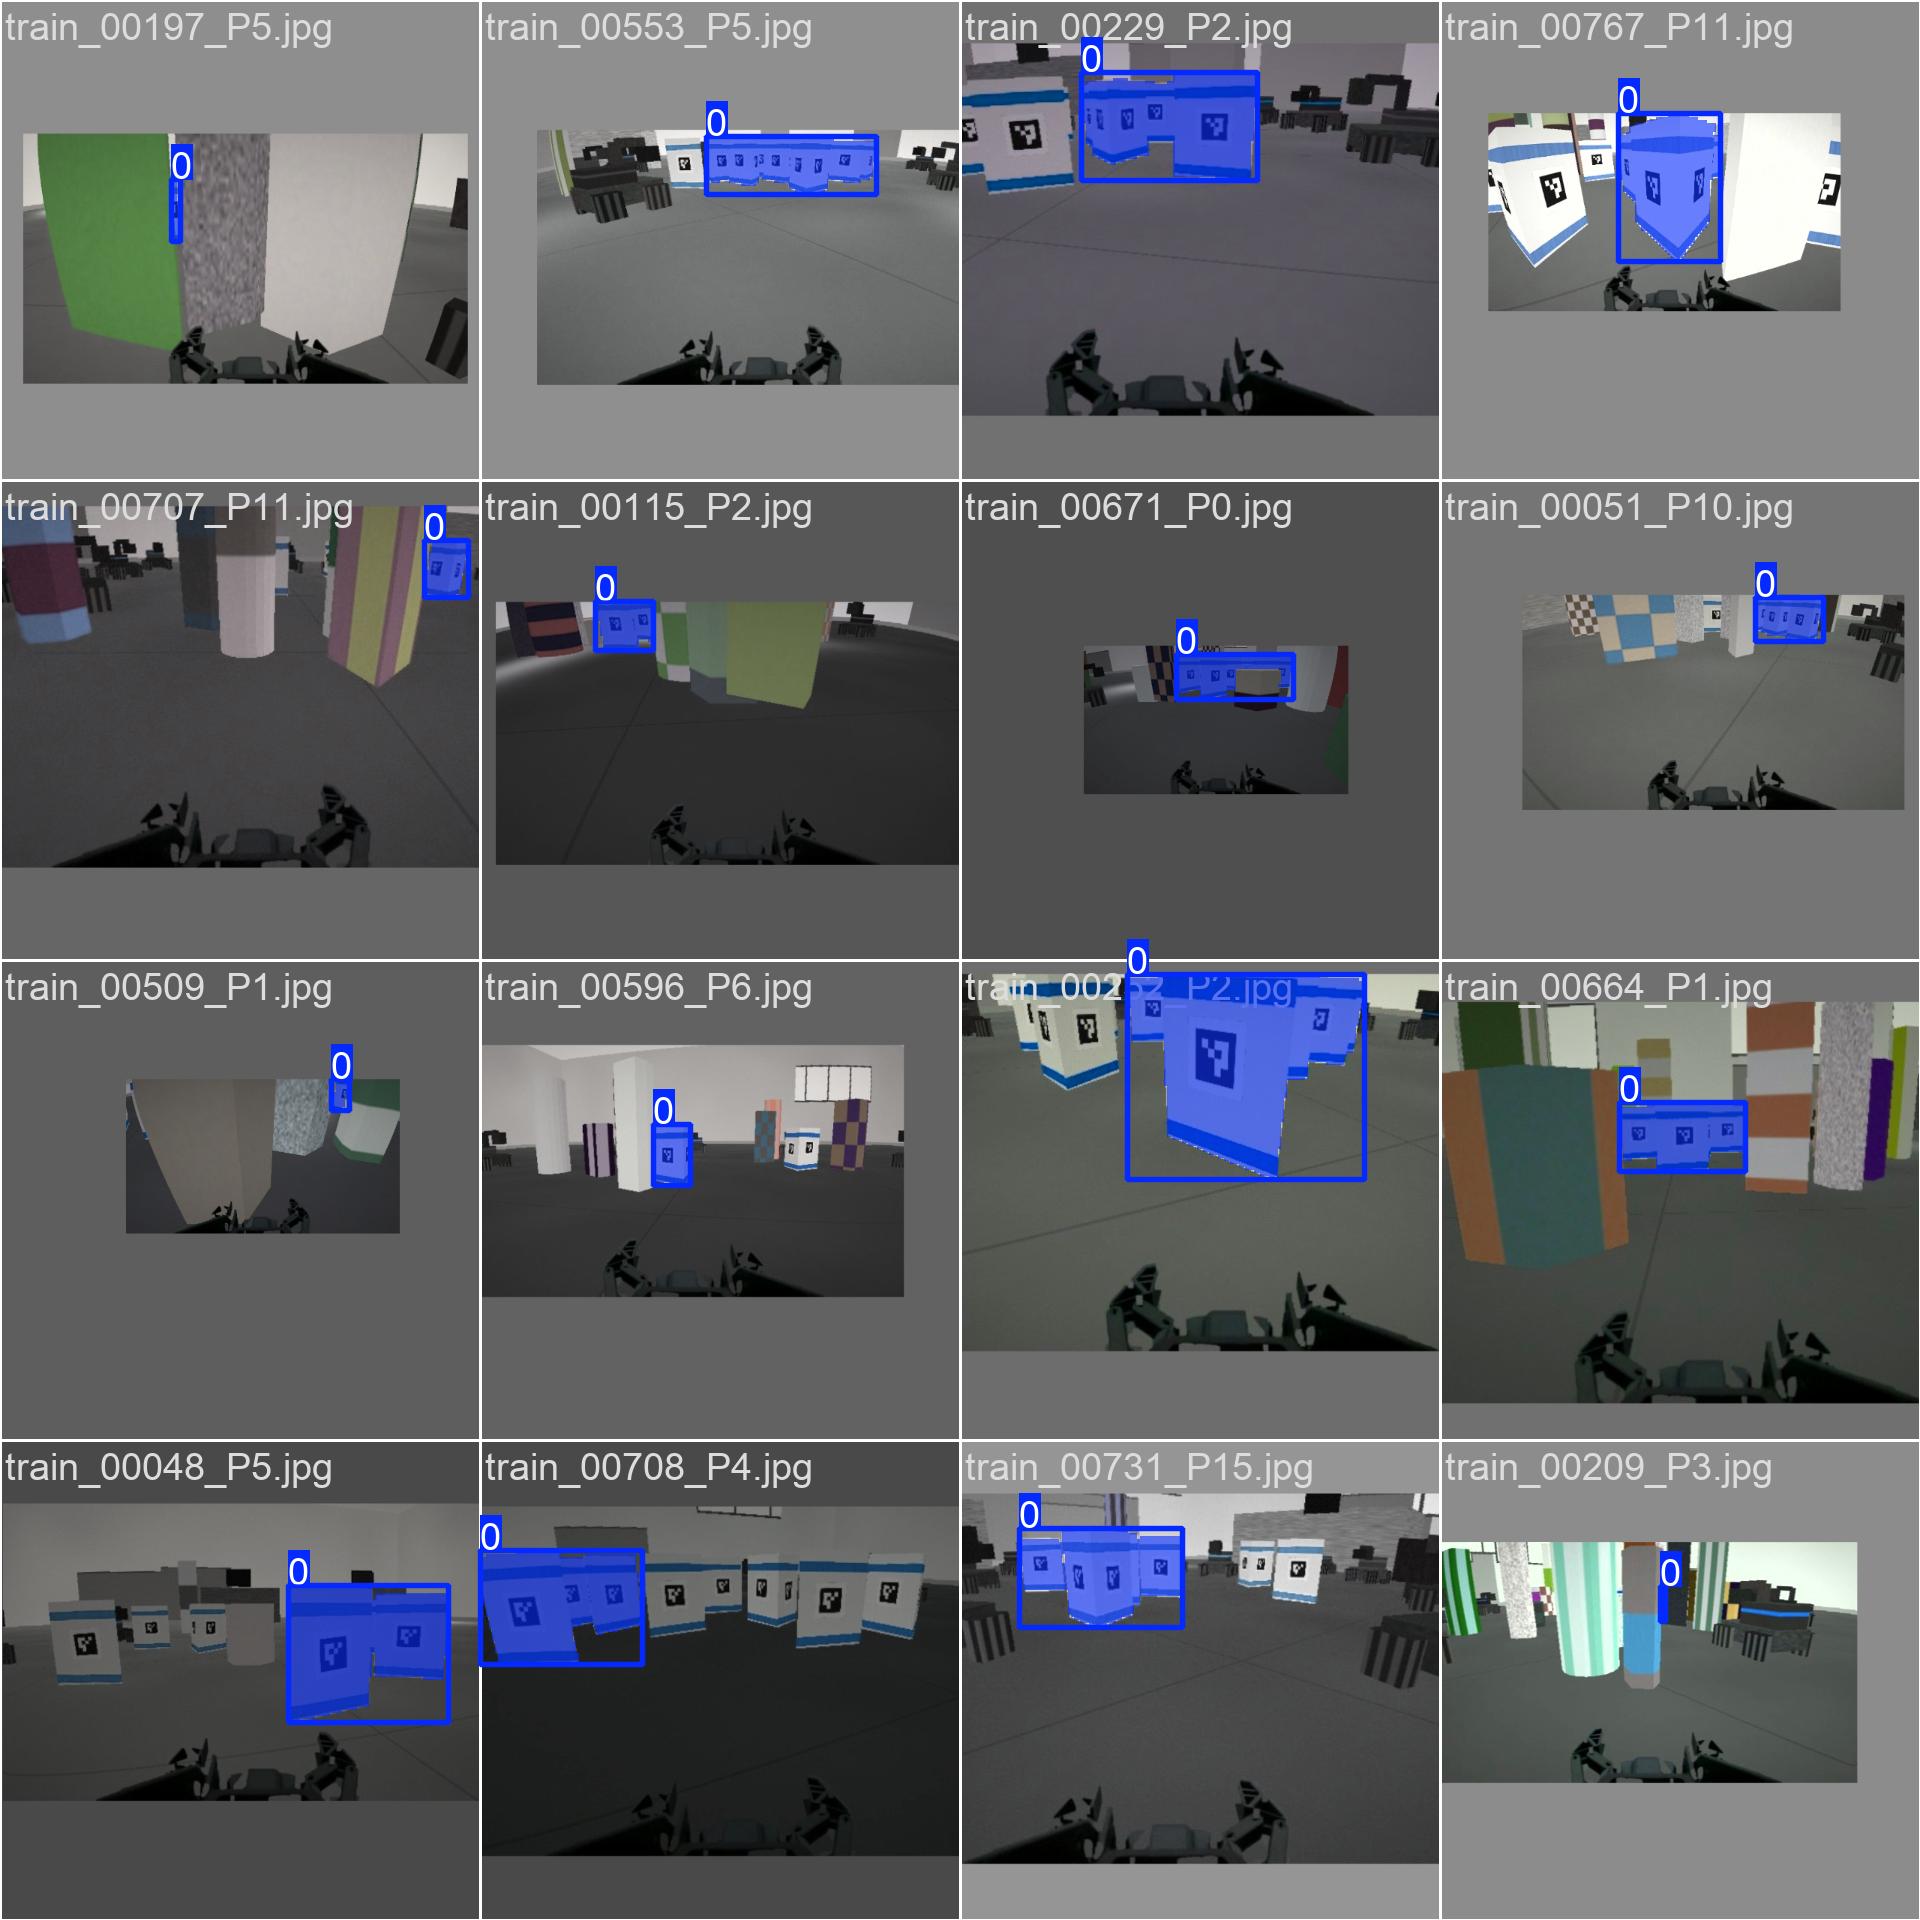 train_00197_P5.jpg
0
train_00553_P5.jpg
0
train_00229_P2.jpg
0
train_00767_P11.jpg
0
train_00707_P11.jpg
0
train_00115_P2.jpg
0
train_00671_P0.jpg
0
train_00051_P10.jpg
0
train_00509_P1.jpg
0
train_00596_P6.jpg
0
0
train_00664_P1.jpg
0
train_00048_P5.jpg
0
train_00708_P4.jpg
0
train_00731_P15.jpg
0
train_00209_P3.jpg
0